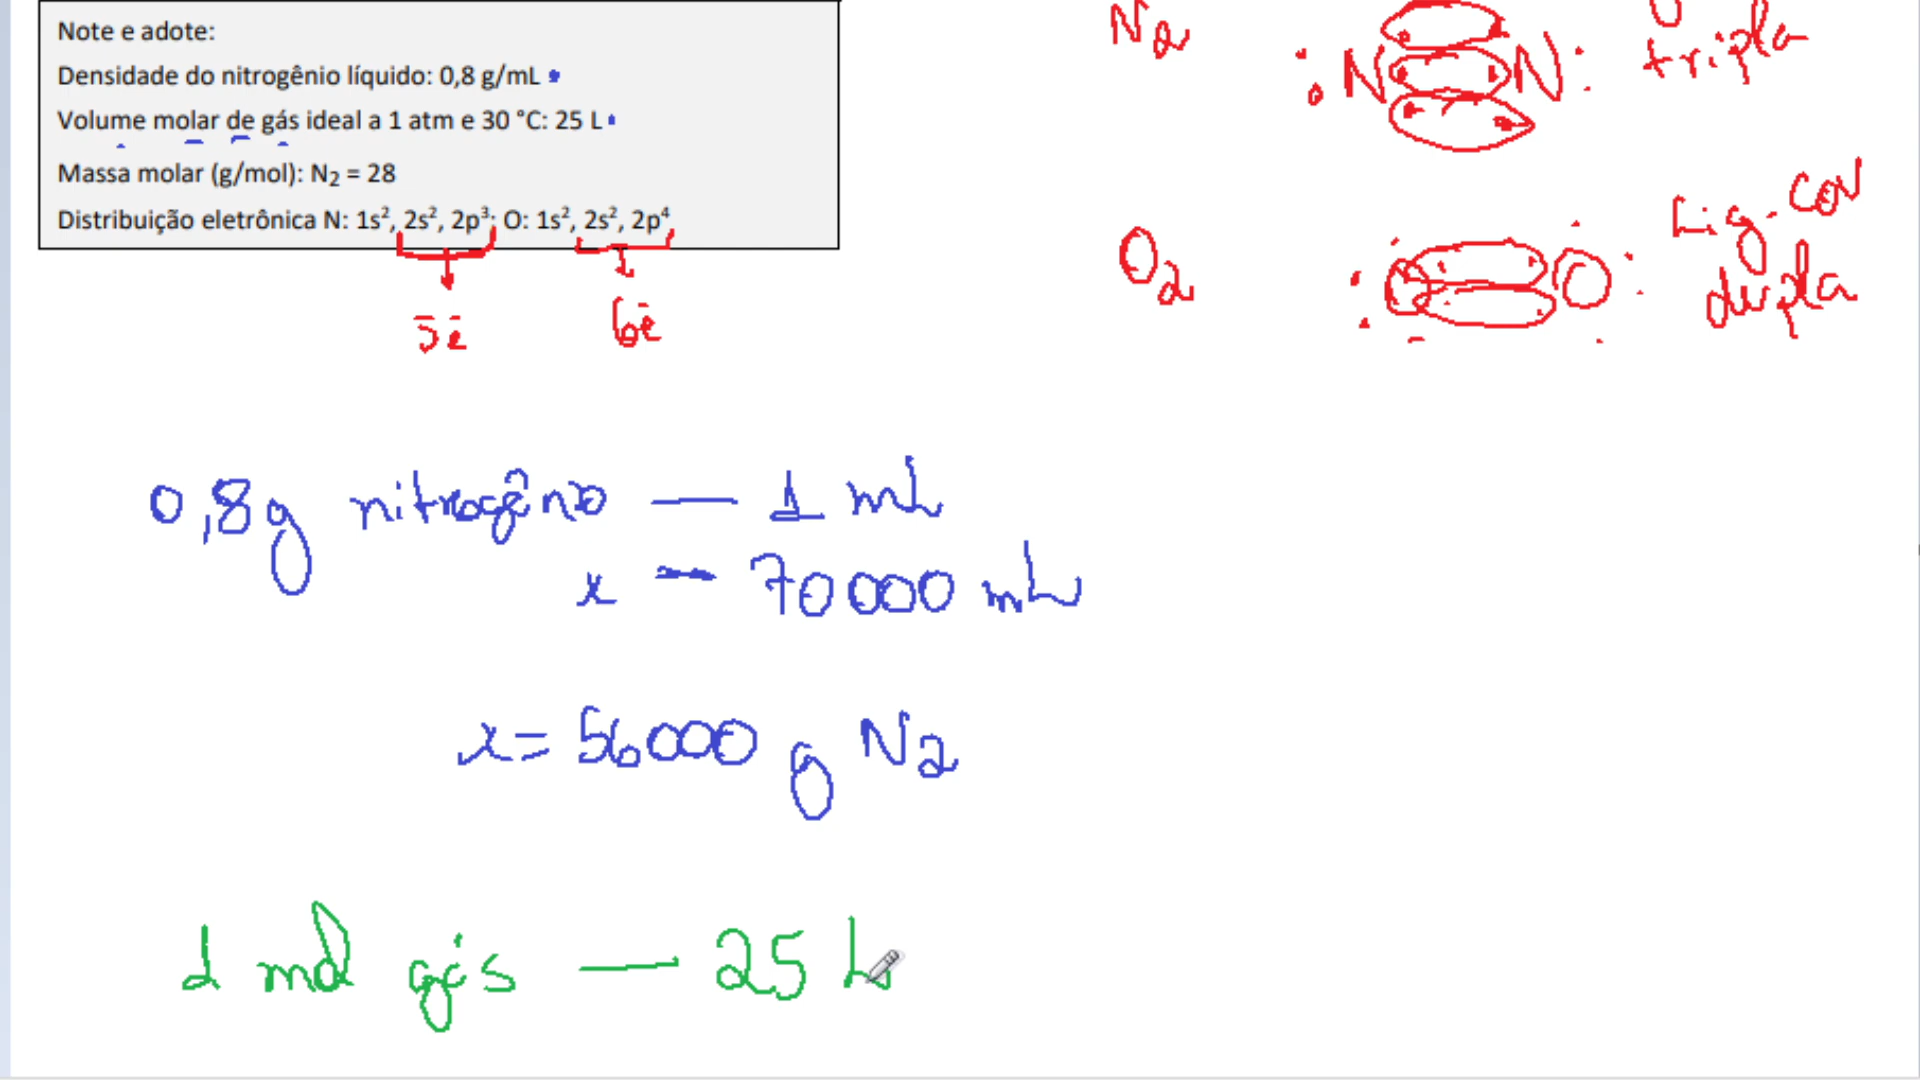 Note e adote:
Densidade do nitrogênio líquido: 0,8 g/mL
Volume molar de gás ideal a 1 atm e 30 °C: 25 L
Massa molar (g/mol): N₂ = 28
Distribuição eletrônica N: 1s², 2s², 2p³; O: 1s², 2s², 2p⁴
5e 6e
N₂ :N N: tripla
O₂ O: Lig. cov
dupla
0,8g nitrogêno — 1 mL
x — 70000 mL
x = 56000 g N₂
1 mol gás — 25 L